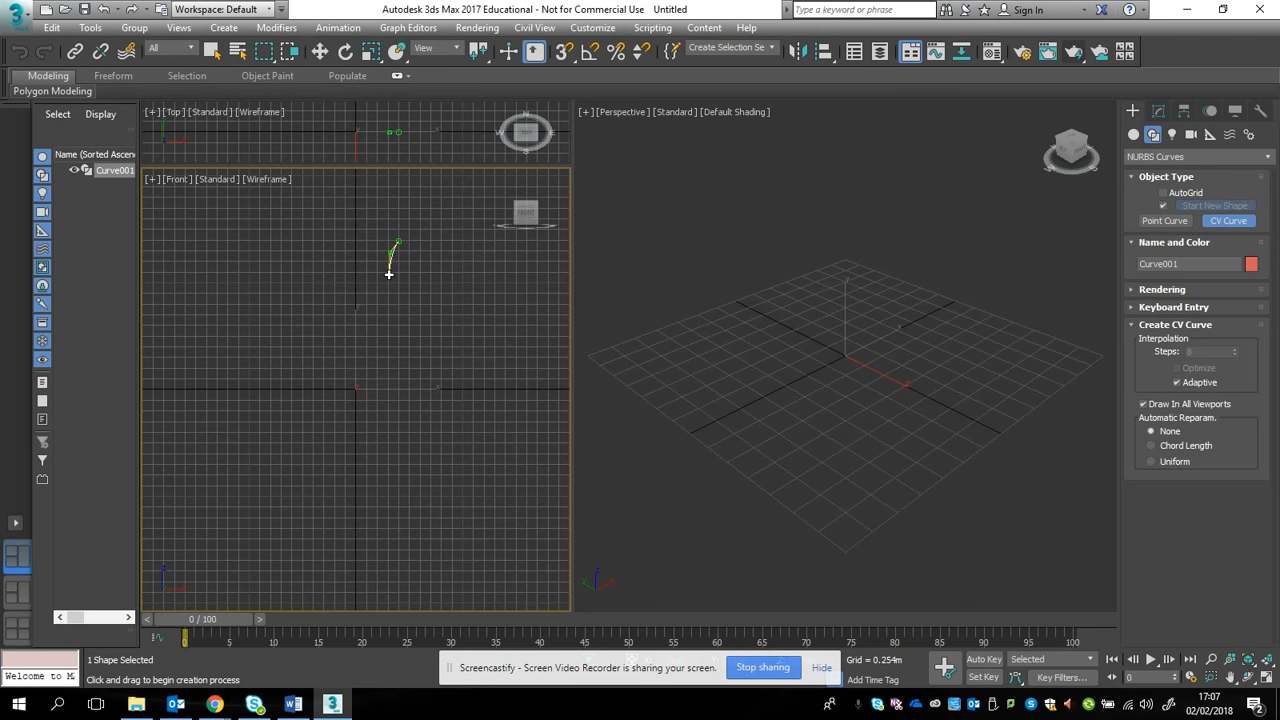 Workspace: Default
Autodesk 3ds Max 2017 Educational - Not for Commercial Use Untitled
Type a keyword or phrase
Sign In
Edit Tools Group Views Create Modifiers Animation Graph Editors Rendering Civil View Customize Scripting Content Help
All
View
Create Selection Se
Modeling Freeform Selection Object Paint Populate
Polygon Modeling
Select Display
Name (Sorted Ascen
Curve001
[+] [Top] [Standard] [Wireframe]
[+] [Front] [Standard] [Wireframe]
FRONT
[+] [Perspective] [Standard] [Default Shading]
NURBS Curves
Object Type
AutoGrid
Start New Shape
Point Curve CV Curve
Name and Color
Curve001
Rendering
Keyboard Entry
Create CV Curve
Interpolation
Steps: 8
Optimize
Adaptive
Draw In All Viewports
Automatic Reparam.
None
Chord Length
Uniform
0 / 100
0 5 10 15 20 25 30 35 40 45 50 55 60 65 70 75 80 85 90 95 100
1 Shape Selected
Welcome to M
Click and drag to begin creation process
Screencastify - Screen Video Recorder is sharing your screen.
Stop sharing
Hide
Grid = 0.254m
Add Time Tag
Auto Key
Selected
Set Key
Key Filters...
0
17:07
02/02/2018